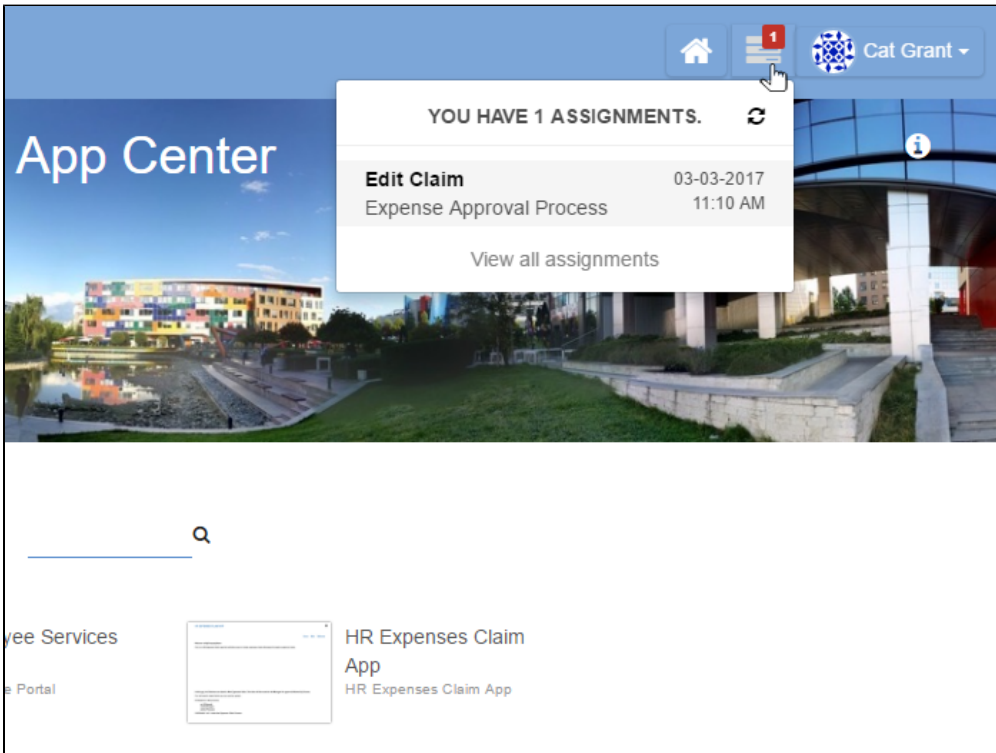 1
Cat Grant
YOU HAVE 1 ASSIGNMENTS.
App Center
Edit Claim
03-03-2017
Expense Approval Process
11:10 AM
View all assignments
yee Services
HR Expenses Claim
App
e Portal
HR Expenses Claim App